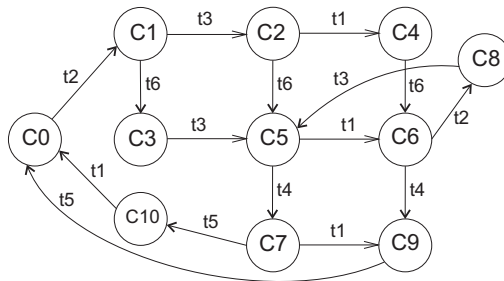 C1 t3 C2 t1 C4
C8
t2 t6 t6 t3 t6
t2
C0 C3 t3 C5 t1 C6
t1 t4 t4
t5 C10 t5
C7 t1 C9